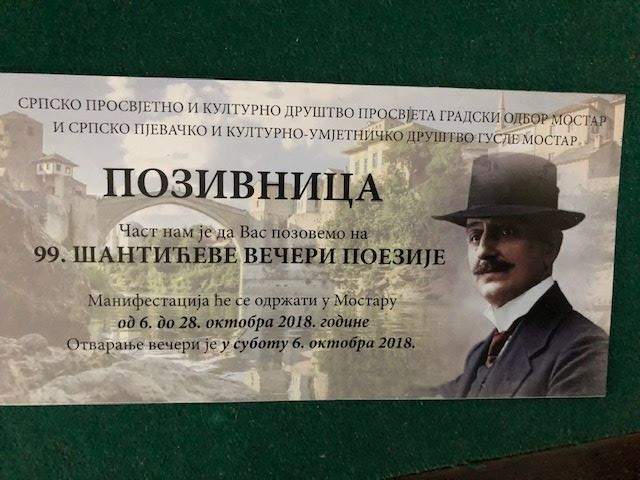 СРПСКО ПРОСВЈЕТНО И КУЛТУРНО ДРУШТВО ПРОСВЈЕТА ГРАДСКИ ОДБОР МОСТАР
И СРПСКО ПЈЕВАЧКО И КУЛТУРНО-УМЈЕТНИЧКО ДРУШТВО ГУСЛЕ МОСТАР
ПОЗИВНИЦА
Част нам је да Вас позовемо на
99. ШАНТИЋЕВЕ ВЕЧЕРИ ПОЕЗИЈЕ
Манифестација ће се одржати у Мостару
од 6. до 28. октобра 2018. године
Отварање вечери је у суботу 6. октобра 2018.